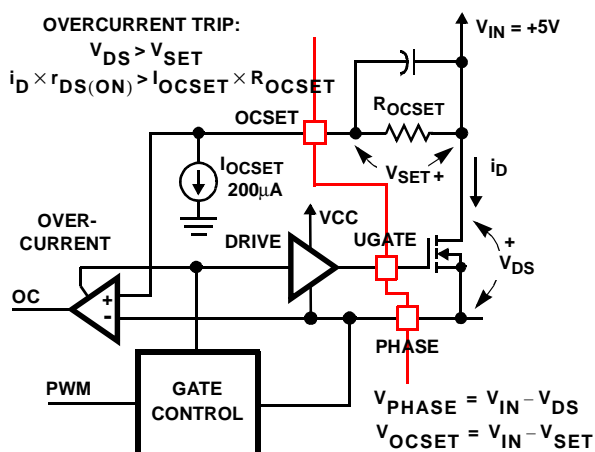 OVERCURRENT TRIP:
V_DS > V_SET
i_D × r_DS(ON) > I_OCSET × R_OCSET
V_IN = +5V
OCSET
R_OCSET
V_SET +
i_D
I_OCSET
200μA
OVER-
CURRENT
VCC
DRIVE
UGATE
+
V_DS
OC
+
-
PHASE
PWM
GATE
CONTROL
V_PHASE = V_IN – V_DS
V_OCSET = V_IN – V_SET